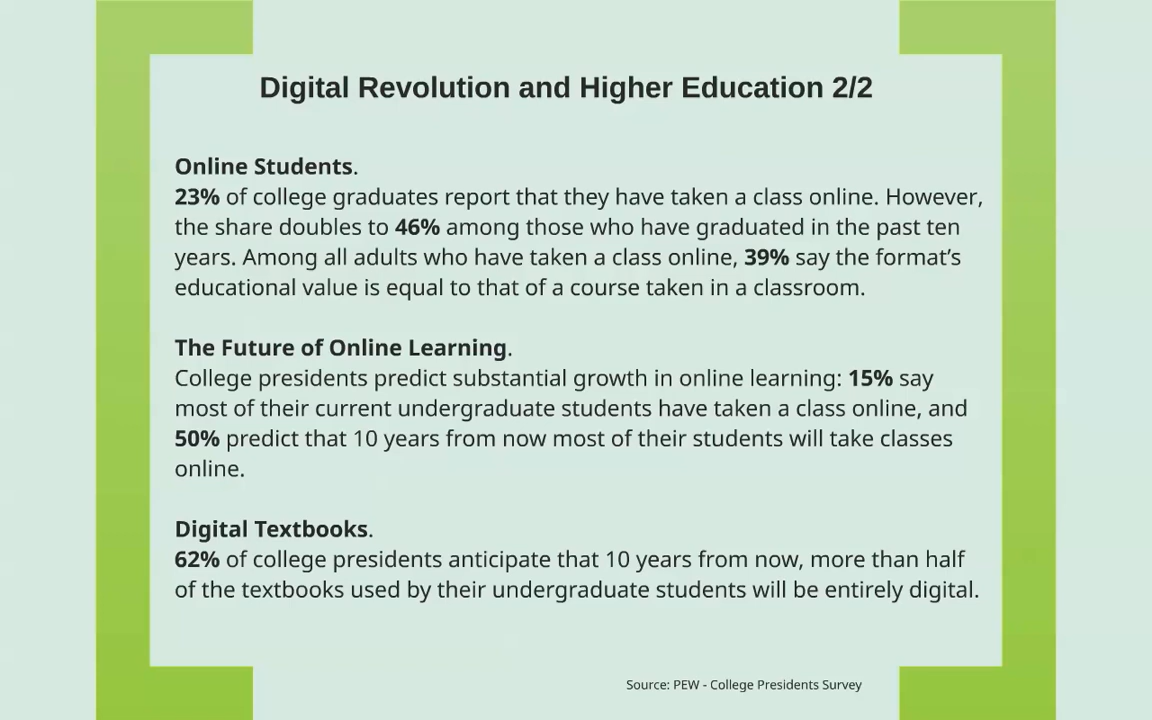 Digital Revolution and Higher Education 2/2
Online Students.
23% of college graduates report that they have taken a class online. However,
the share doubles to 46% among those who have graduated in the past ten
years. Among all adults who have taken a class online, 39% say the format’s
educational value is equal to that of a course taken in a classroom.
The Future of Online Learning.
College presidents predict substantial growth in online learning: 15% say
most of their current undergraduate students have taken a class online, and
50% predict that 10 years from now most of their students will take classes
online.
Digital Textbooks.
62% of college presidents anticipate that 10 years from now, more than half
of the textbooks used by their undergraduate students will be entirely digital.
Source: PEW - College Presidents Survey